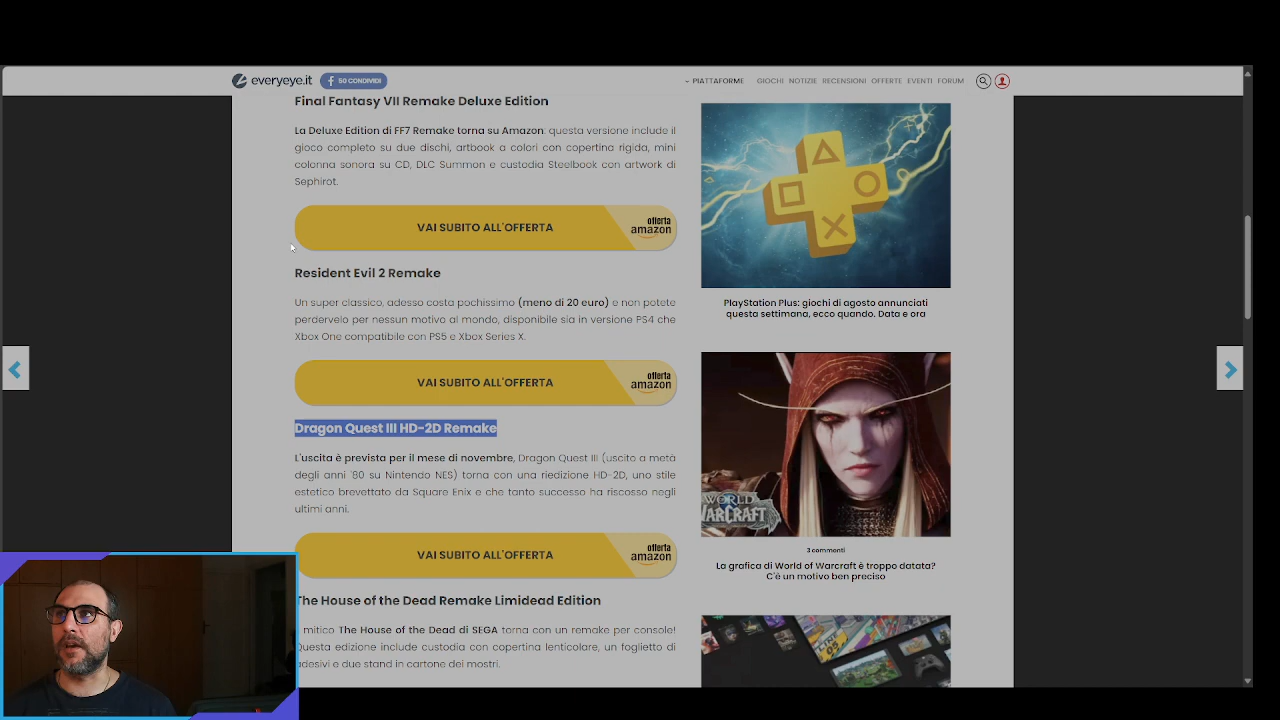 everyeye.it
f 50 CONDIVIDI
PIATTAFORME GIOCHI NOTIZIE RECENSIONI OFFERTE EVENTI FORUM
Final Fantasy VII Remake Deluxe Edition
La Deluxe Edition di FF7 Remake torna su Amazon: questa versione include il
gioco completo su due dischi, artbook a colori con copertina rigida, mini
colonna sonora su CD, DLC Summon e custodia Steelbook con artwork di
Sephirot.
VAI SUBITO ALL'OFFERTA
offerta
amazon
Resident Evil 2 Remake
Un super classico, adesso costa pochissimo (meno di 20 euro) e non potete
perdervelo per nessun motivo al mondo, disponibile sia in versione PS4 che
Xbox One compatibile con PS5 e Xbox Series X.
VAI SUBITO ALL'OFFERTA
offerta
amazon
Dragon Quest III HD-2D Remake
L'uscita è prevista per il mese di novembre, Dragon Quest III (uscito a metà
degli anni '80 su Nintendo NES) torna con una riedizione HD-2D, uno stile
estetico brevettato da Square Enix e che tanto successo ha riscosso negli
ultimi anni.
VAI SUBITO ALL'OFFERTA
offerta
amazon
The House of the Dead Remake Limidead Edition
mitico The House of the Dead di SEGA torna con un remake per console!
Questa edizione include custodia con copertina lenticolare, un foglietto di
adesivi e due stand in cartone dei mostri.
PlayStation Plus: giochi di agosto annunciati
questa settimana, ecco quando. Data e ora
WORLD
WARCRAFT
3 commenti
La grafica di World of Warcraft è troppo datata?
C'è un motivo ben preciso